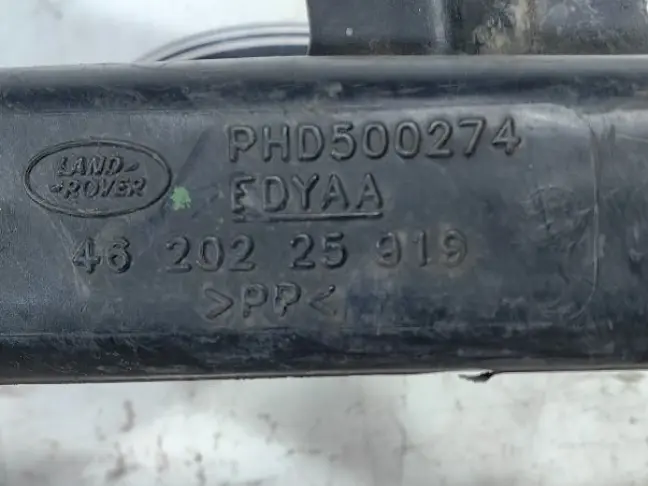 LAND-
-ROVER
PHD500274
EDYAA
46 202 25 919
>PP<